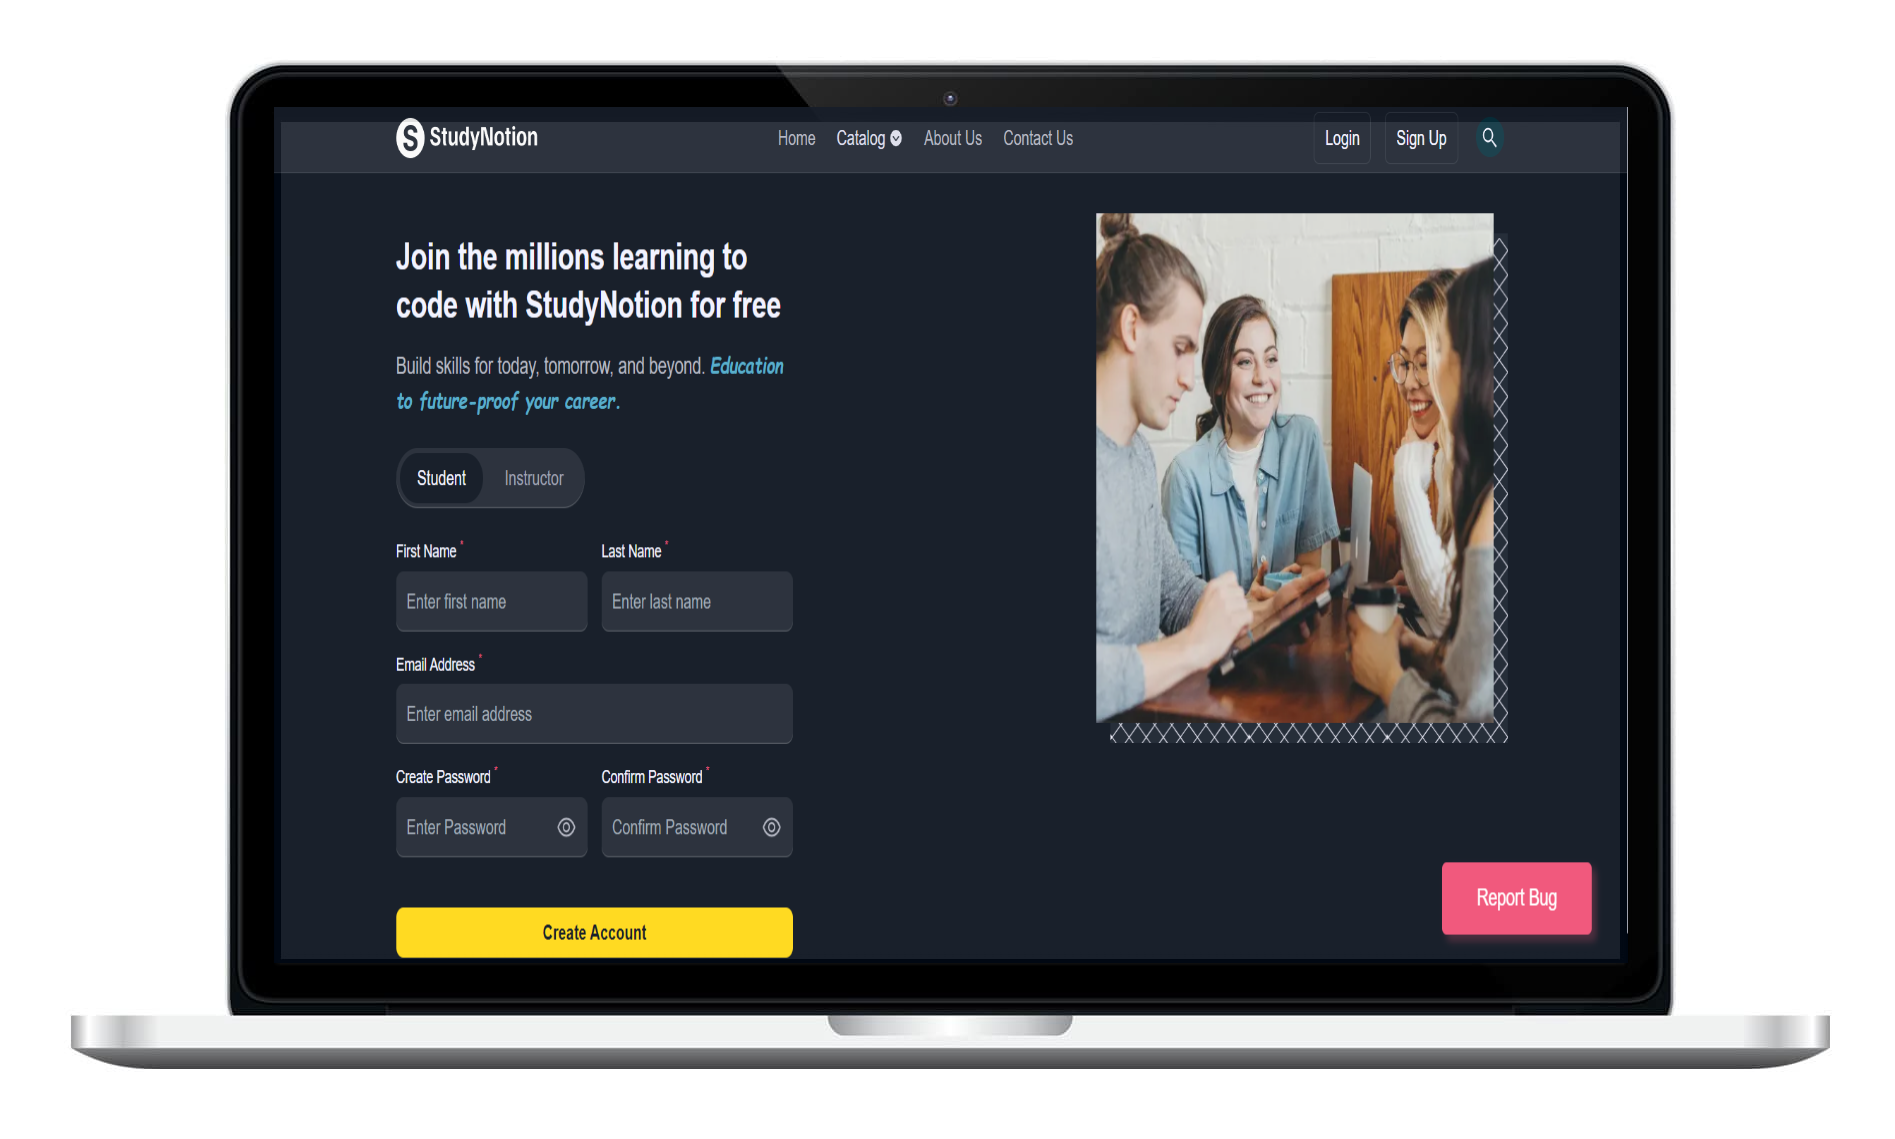 StudyNotion
Home Catalog About Us Contact Us
Login Sign Up
Join the millions learning to
code with StudyNotion for free
Build skills for today, tomorrow, and beyond. Education
to future-proof your career.
Student Instructor
First Name * Last Name *
Enter first name Enter last name
Email Address *
Enter email address
Create Password * Confirm Password *
Enter Password Confirm Password
Report Bug
Create Account